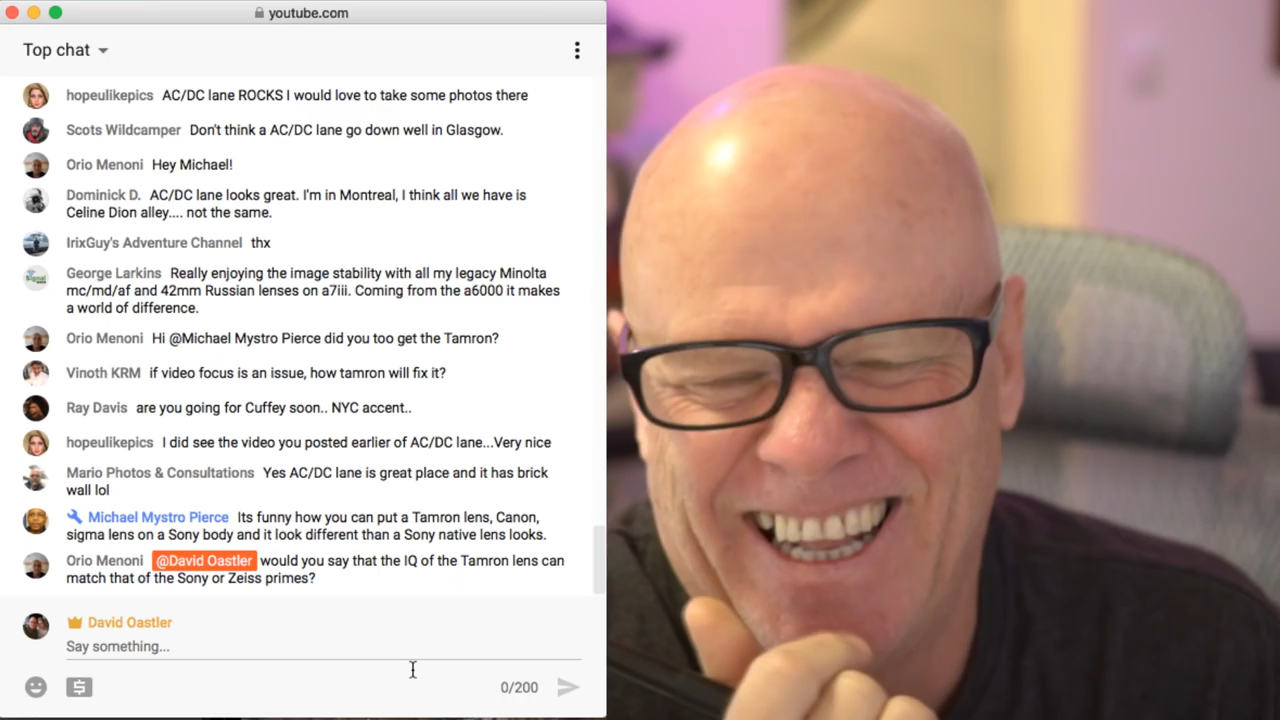 youtube.com
Top chat
hopeulikepics AC/DC lane ROCKS I would love to take some photos there
Scots Wildcamper Don't think a AC/DC lane go down well in Glasgow.
Orio Menoni Hey Michael!
Dominick D. AC/DC lane looks great. I'm in Montreal, I think all we have is
Celine Dion alley.... not the same.
IrixGuy's Adventure Channel thx
George Larkins Really enjoying the image stability with all my legacy Minolta
mc/md/af and 42mm Russian lenses on a7iii. Coming from the a6000 it makes
a world of difference.
Orio Menoni Hi @Michael Mystro Pierce did you too get the Tamron?
Vinoth KRM if video focus is an issue, how tamron will fix it?
Ray Davis are you going for Cuffey soon.. NYC accent..
hopeulikepics I did see the video you posted earlier of AC/DC lane...Very nice
Mario Photos & Consultations Yes AC/DC lane is great place and it has brick
wall lol
Michael Mystro Pierce Its funny how you can put a Tamron lens, Canon,
sigma lens on a Sony body and it look different than a Sony native lens looks.
Orio Menoni @David Oastler would you say that the IQ of the Tamron lens can
match that of the Sony or Zeiss primes?
David Oastler
Say something...
0/200